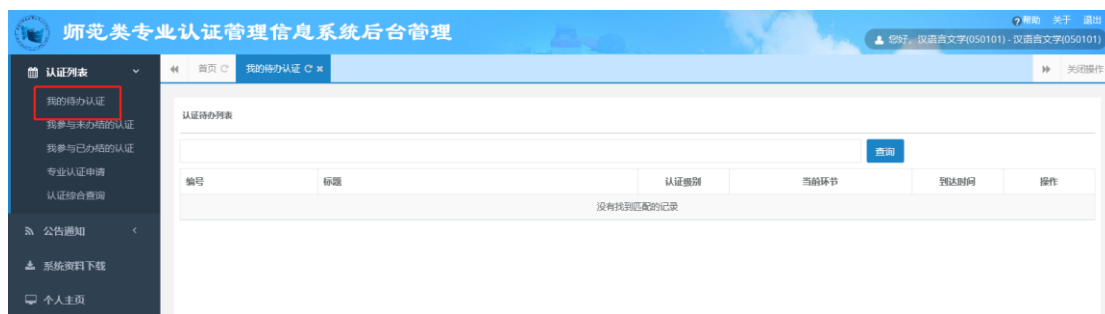 师范类专业认证管理信息系统后台管理
帮助 关于 退出
您好，汉语言文学(050101) - 汉语言文学(050101)
认证列表
首页
我的待办认证
关闭操作
我的待办认证
我参与未办结的认证
我参与已办结的认证
专业认证申请
认证综合查询
公告通知
系统资料下载
个人主页
认证待办列表
查询
编号 标题 认证级别 当前环节 到达时间 操作
没有找到匹配的记录